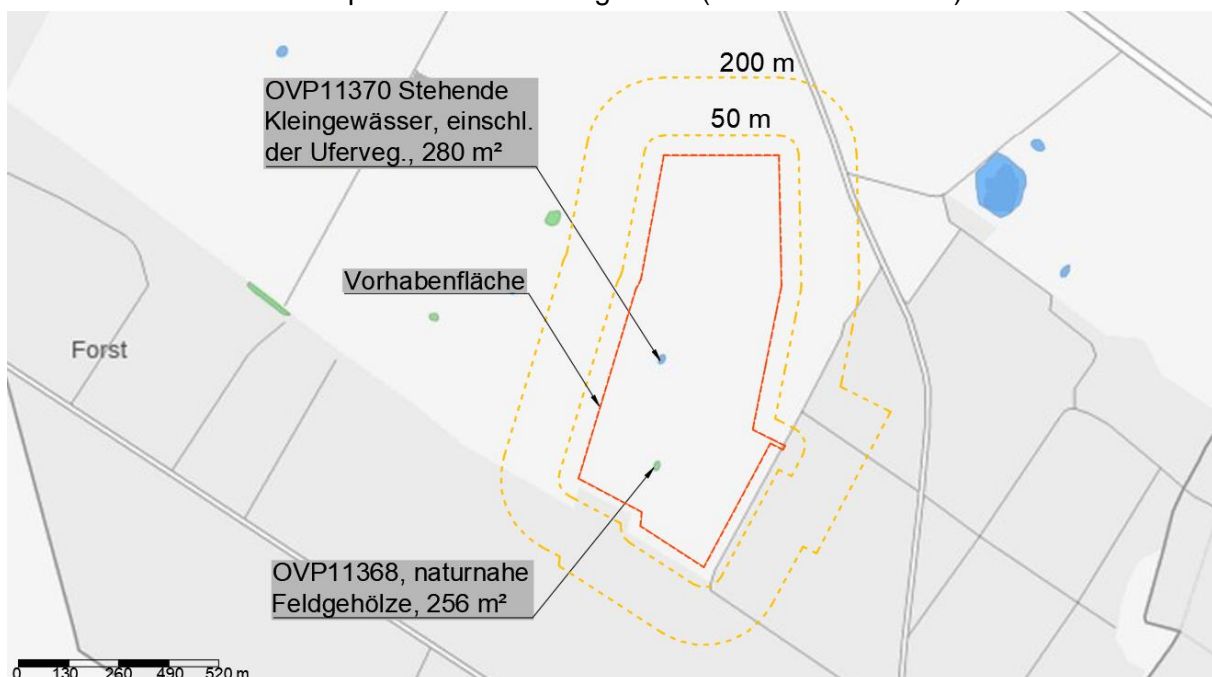 200 m
OVP11370 Stehende
Kleingewässer, einschl.
der Uferveg., 280 m²
50 m
Vorhabenfläche
Forst
OVP11368, naturnahe
Feldgehölze, 256 m²
0 130 260 490 520 m